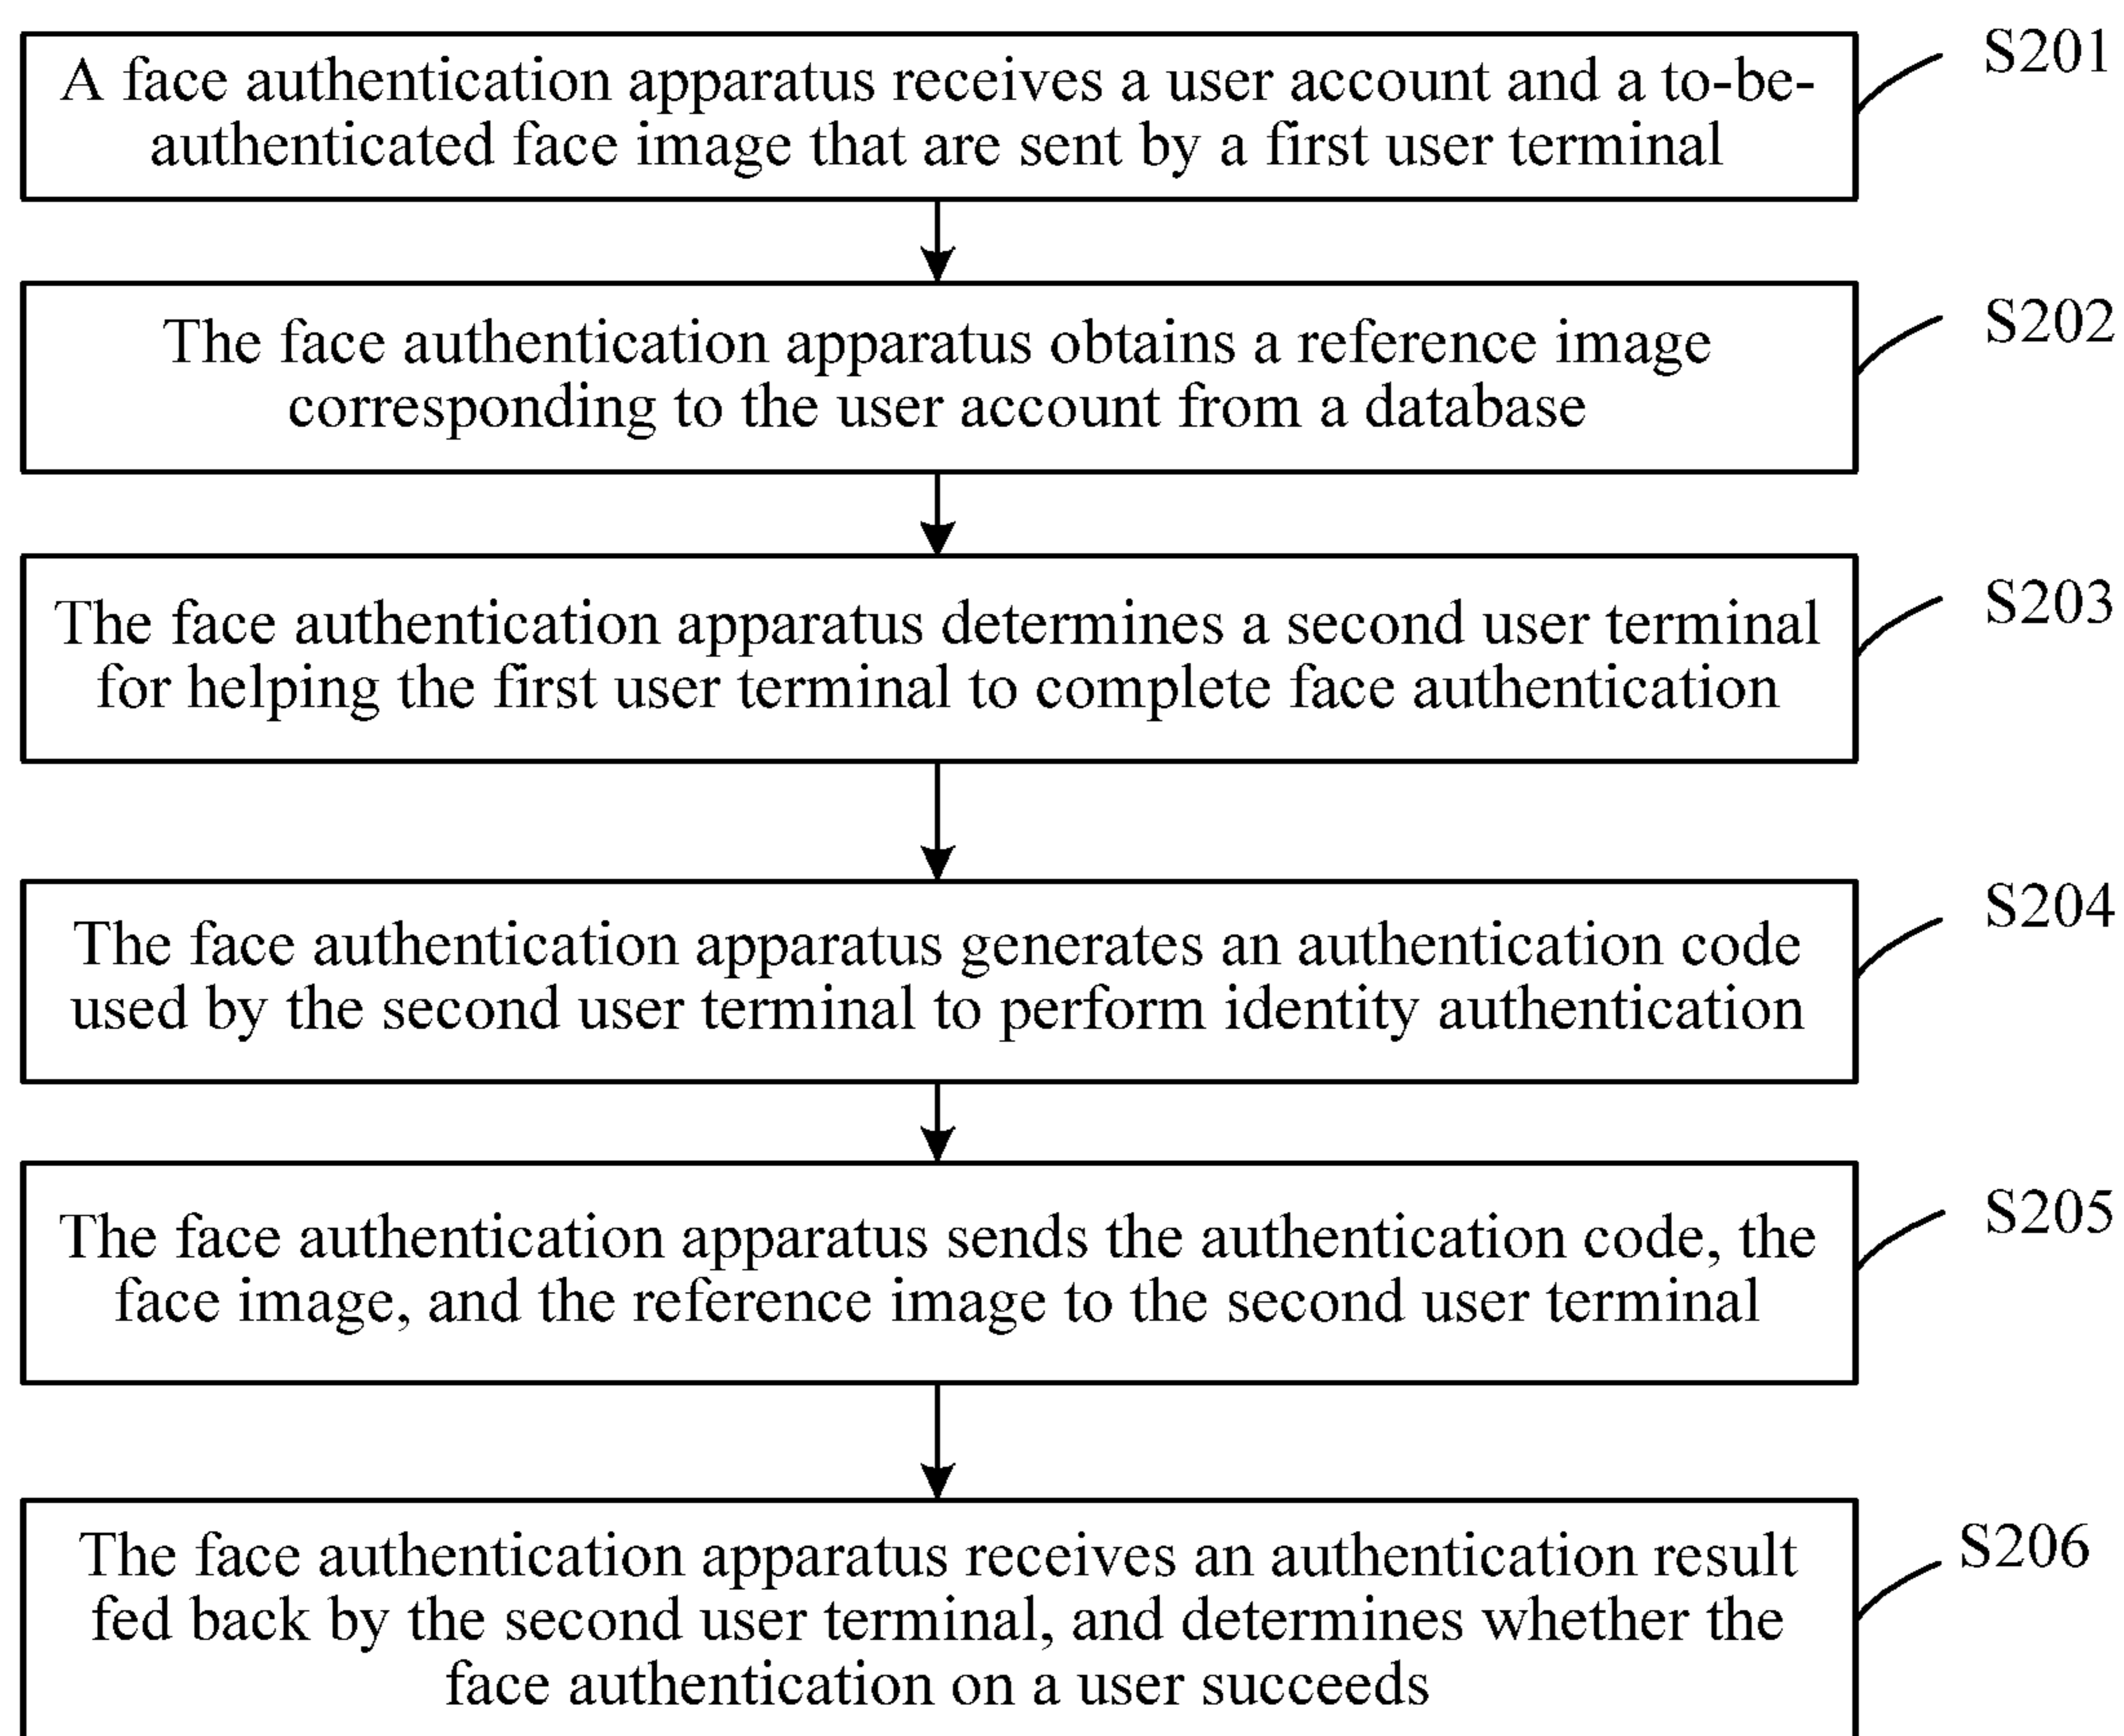 A face authentication apparatus receives a user account and a to-be-
authenticated face image that are sent by a first user terminal
S201
The face authentication apparatus obtains a reference image
corresponding to the user account from a database
S202
The face authentication apparatus determines a second user terminal
for helping the first user terminal to complete face authentication
S203
The face authentication apparatus generates an authentication code
used by the second user terminal to perform identity authentication
S204
The face authentication apparatus sends the authentication code, the
face image, and the reference image to the second user terminal
S205
The face authentication apparatus receives an authentication result
fed back by the second user terminal, and determines whether the
face authentication on a user succeeds
S206